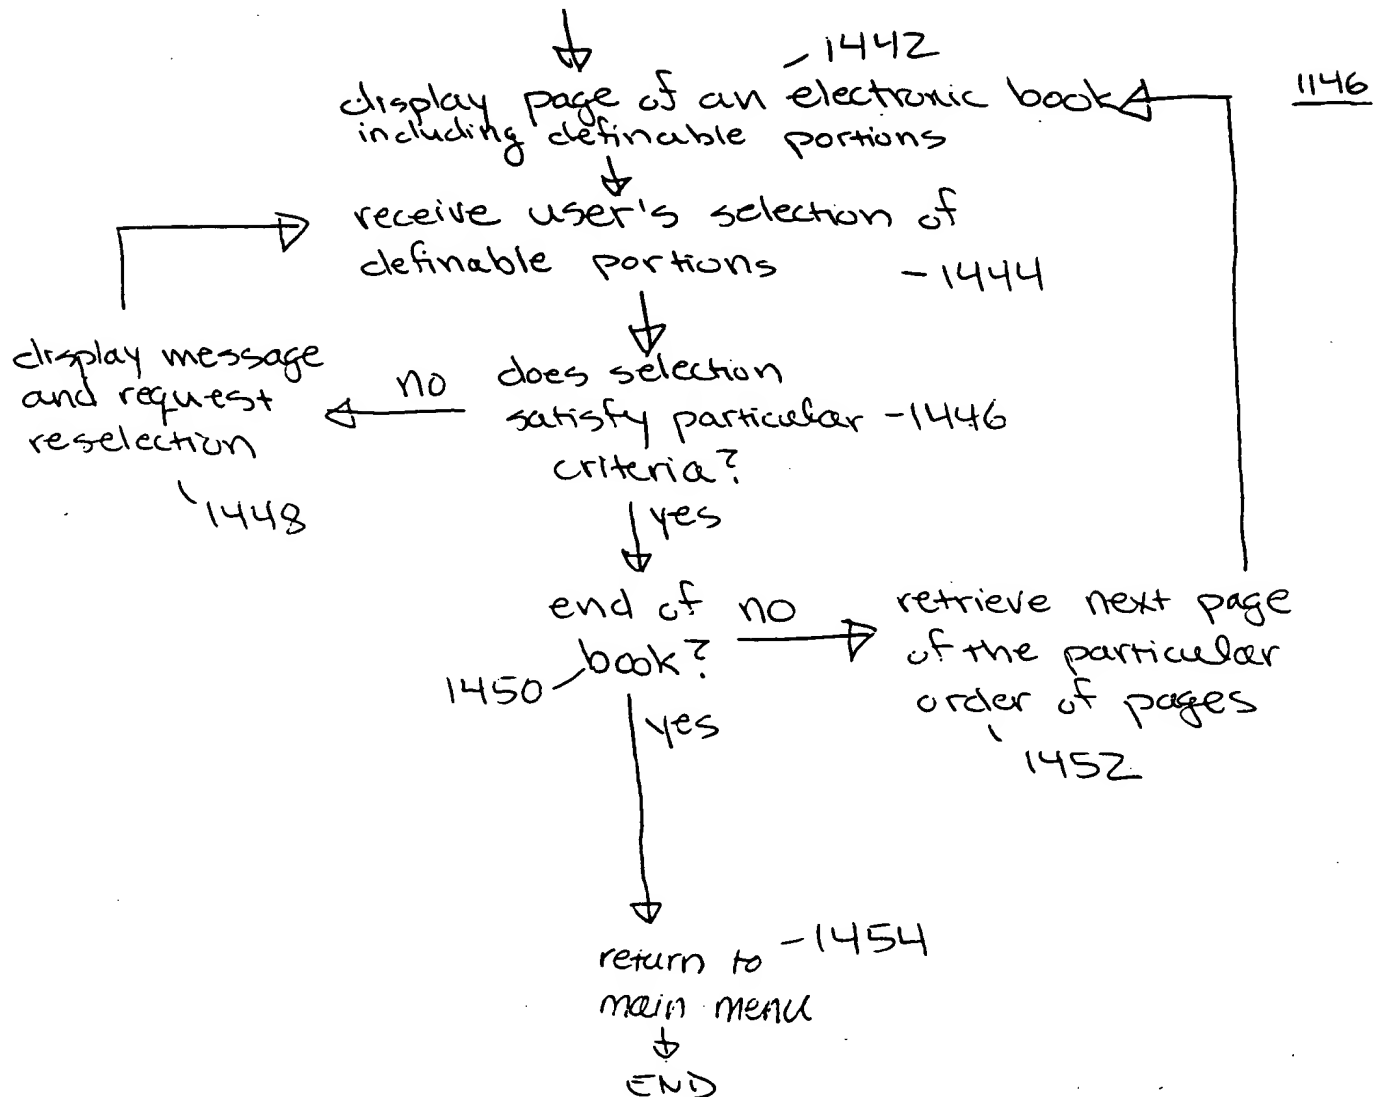 1442
1146
display page of an electronic book
including definable portions
receive user's selection of
definable portions
-1444
display message
and request
reselection
1448
no
does selection
satisfy particular -1446
criteria?
yes
end of
book?
1450
no
retrieve next page
of the particular
order of pages
1452
yes
return to
main menu
-1454
END